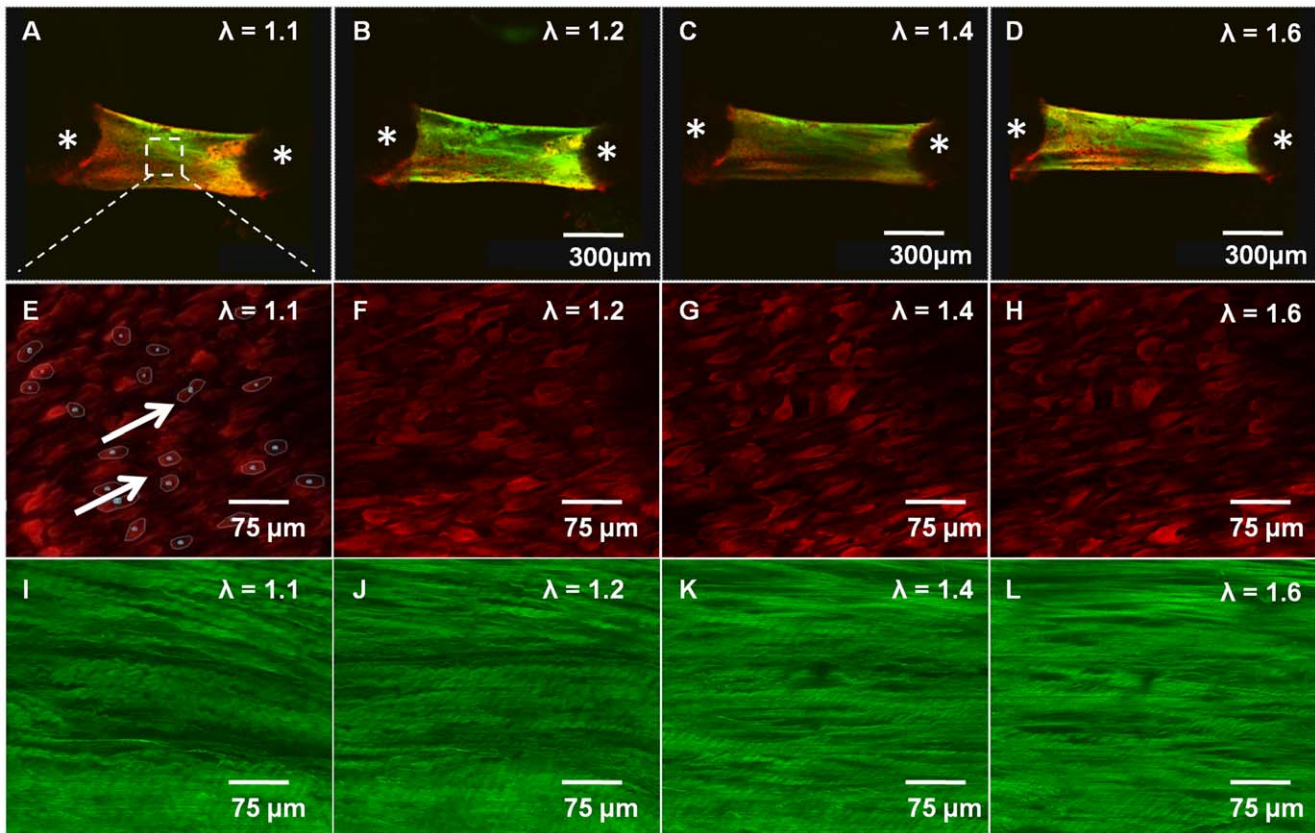 A
λ = 1.1
B
λ = 1.2
C
λ = 1.4
D
λ = 1.6
*
*
*
*
*
*
*
*
300μm
300μm
300μm
E
λ = 1.1
F
λ = 1.2
G
λ = 1.4
H
λ = 1.6
75 μm
75 μm
75 μm
75 μm
I
λ = 1.1
J
λ = 1.2
K
λ = 1.4
L
λ = 1.6
75 μm
75 μm
75 μm
75 μm